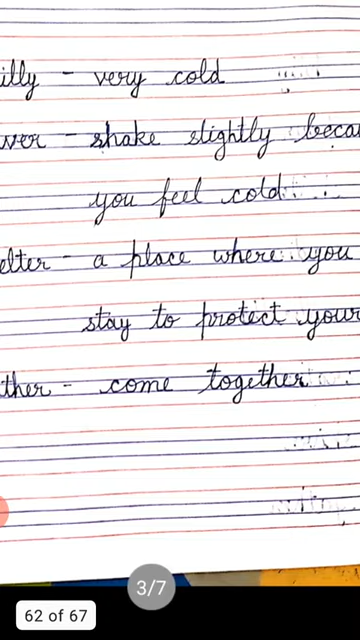 illy - very cold
ver - shake slightly beca
you feel cold
elter - a place where you
stay to protect your
ther - come together
3/7
62 of 67